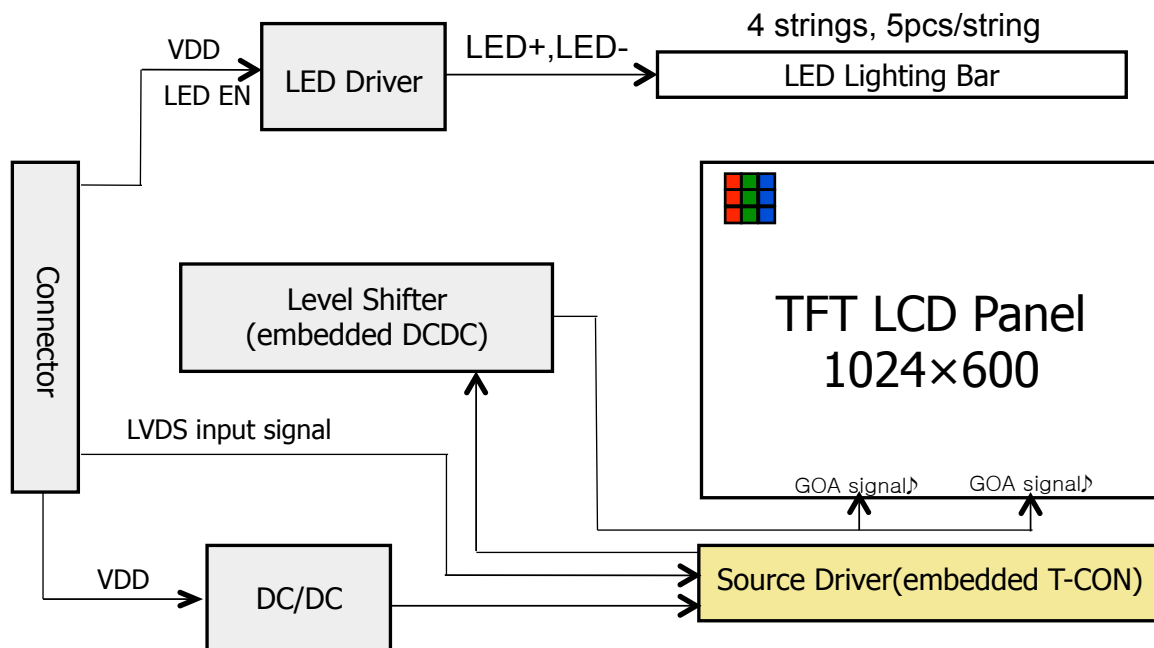 4 strings, 5pcs/string
VDD
LED EN
LED Driver
LED+,LED-
LED Lighting Bar
Connector
Level Shifter
(embedded DCDC)
TFT LCD Panel
1024×600
LVDS input signal
GOA signal♪
GOA signal♪
VDD
DC/DC
Source Driver(embedded T-CON)